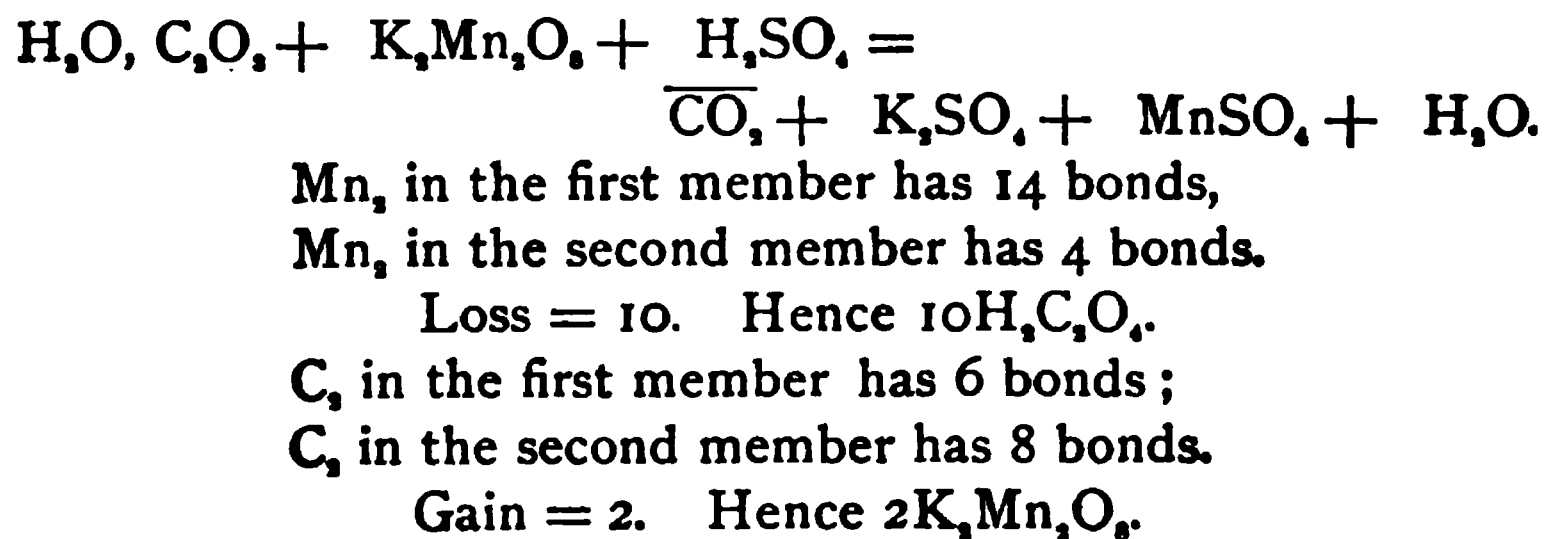 H₂O, C₂O₃ + K₂Mn₂O₈ + H₂SO₄ =
C̅O̅₂ + K₂SO₄ + MnSO₄ + H₂O.
Mn₂ in the first member has 14 bonds,
Mn₂ in the second member has 4 bonds.
Loss = 10. Hence 10H₂C₂O₄.
C₂ in the first member has 6 bonds;
C₂ in the second member has 8 bonds.
Gain = 2. Hence 2K₂Mn₂O₈.